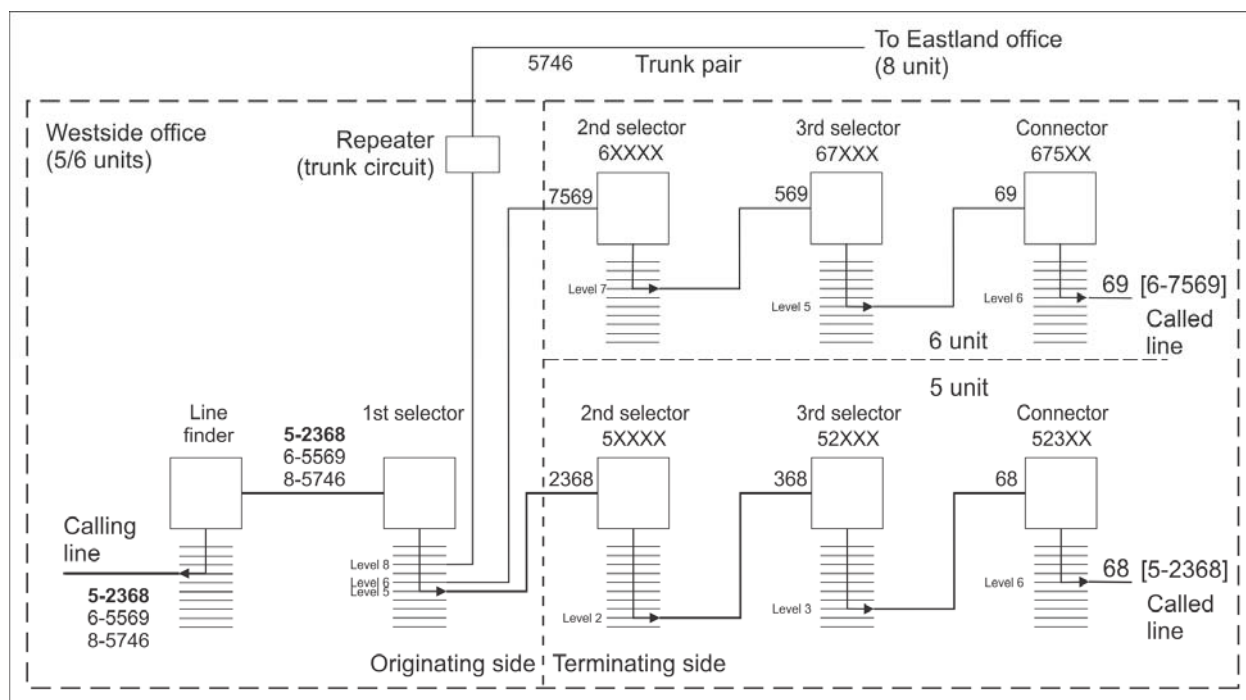 To Eastland office
(8 unit)
5746
Trunk pair
Westside office
(5/6 units)
Repeater
(trunk circuit)
2nd selector
6XXXX
3rd selector
67XXX
Connector
675XX
7569
569
69
Level 7
Level 5
Level 6
69 [6-7569]
Called
line
6 unit
5 unit
Line
finder
1st selector
5-2368
6-5569
8-5746
2nd selector
5XXXX
3rd selector
52XXX
Connector
523XX
2368
368
68
Calling
line
5-2368
6-5569
8-5746
Level 8
Level 6
Level 5
Level 2
Level 3
Level 6
68 [5-2368]
Called
line
Originating side
Terminating side